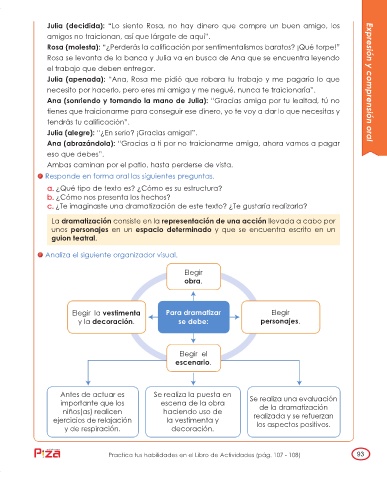 Julia (decidida): “Lo siento Rosa, no hay dinero que compre un buen amigo, los
amigos no traicionan, así que lárgate de aquí”.
Rosa (molesta): “¿Perderás la calificación por sentimentalismos baratos? ¡Qué torpe!”
Rosa se levanta de la banca y Julia va en busca de Ana que se encuentra leyendo
el trabajo que deben entregar.
Julia (apenada): “Ana, Rosa me pidió que robara tu trabajo y me pagaría lo que
necesito por hacerlo, pero eres mi amiga y me negué, nunca te traicionaría”.
Ana (sonriendo y tomando la mano de Julia): “Gracias amiga por tu lealtad, tú no
tienes que traicionarme para conseguir ese dinero, yo te voy a dar lo que necesitas y
tendrás tu calificación”.
Julia (alegre): “¿En serio? ¡Gracias amiga!”.
Ana (abrazándola): “Gracias a ti por no traicionarme amiga, ahora vamos a pagar
eso que debes”.
Ambas caminan por el patio, hasta perderse de vista.
Responde en forma oral las siguientes preguntas.
a. ¿Qué tipo de texto es? ¿Cómo es su estructura?
b. ¿Cómo nos presenta los hechos?
c. ¿Te imaginaste una dramatización de este texto? ¿Te gustaría realizarla?
La dramatización consiste en la representación de una acción llevada a cabo por
unos personajes en un espacio determinado y que se encuentra escrito en un
guion teatral.
Analiza el siguiente organizador visual.
Elegir
obra.
Elegir la vestimenta
y la decoración.
Para dramatizar
se debe:
Elegir
personajes.
Elegir el
escenario.
Antes de actuar es
importante que los
niños(as) realicen
ejercicios de relajación
y de respiración.
Se realiza la puesta en
escena de la obra
haciendo uso de
la vestimenta y
decoración.
Se realiza una evaluación
de la dramatización
realizada y se refuerzan
los aspectos positivos.
Expresión y comprensión oral
Practica tus habilidades en el Libro de Actividades (pág. 107 - 108)
93